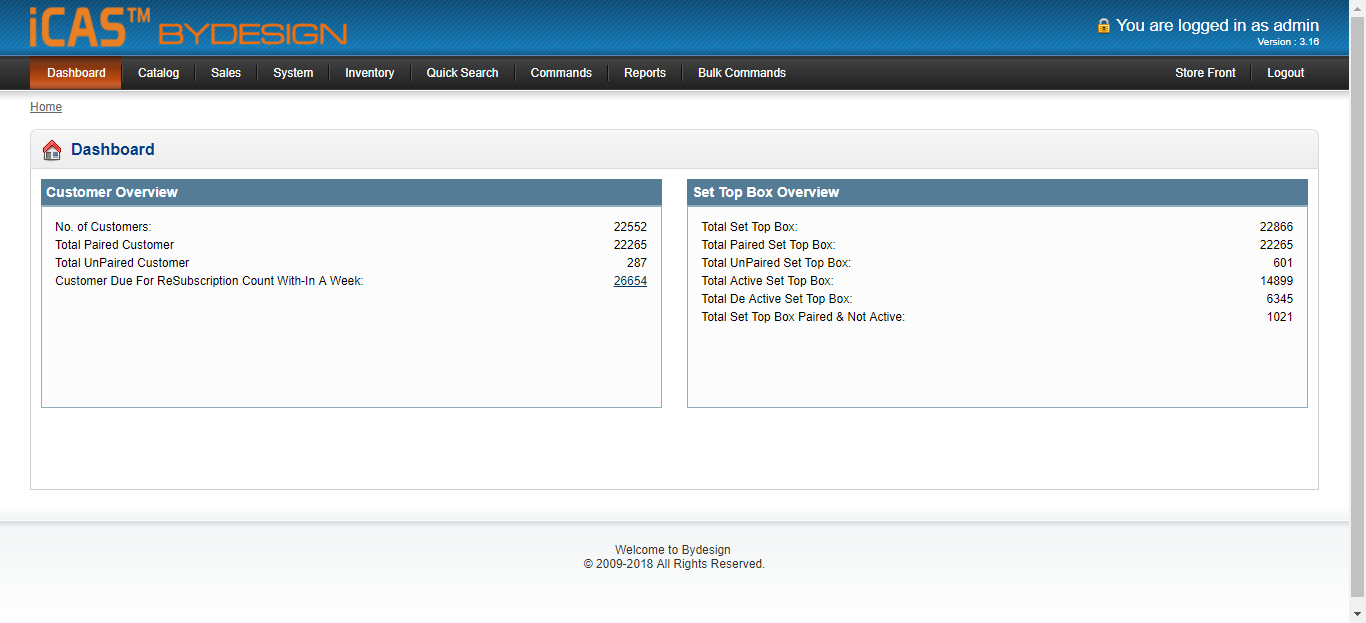 iCAS™ BYDESIGN
You are logged in as admin
Version : 3.16
Dashboard Catalog Sales System Inventory Quick Search Commands Reports Bulk Commands Store Front Logout
Home
Dashboard
Customer Overview
No. of Customers: 22552
Total Paired Customer 22265
Total UnPaired Customer 287
Customer Due For ReSubscription Count With-In A Week: 26654
Set Top Box Overview
Total Set Top Box: 22866
Total Paired Set Top Box: 22265
Total UnPaired Set Top Box: 601
Total Active Set Top Box: 14899
Total De Active Set Top Box: 6345
Total Set Top Box Paired & Not Active: 1021
Welcome to Bydesign
© 2009-2018 All Rights Reserved.